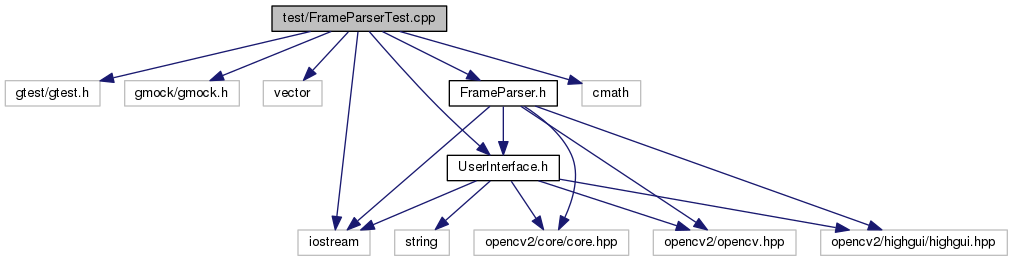 test/FrameParserTest.cpp
gtest/gtest.h
gmock/gmock.h
vector
FrameParser.h
cmath
UserInterface.h
iostream
string
opencv2/core/core.hpp
opencv2/opencv.hpp
opencv2/highgui/highgui.hpp